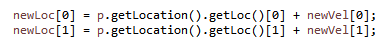 newLoc[0] = p.getLocation().getLoc()[0] + newVel[0];
newLoc[1] = p.getLocation().getLoc()[1] + newVel[1];